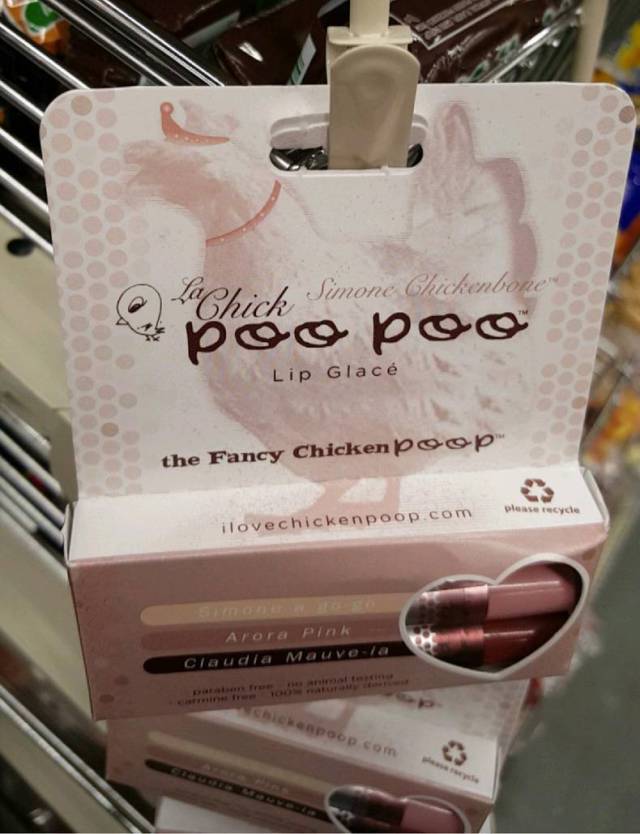 La Chick Simone Chickenbone™
poo poo™
Lip Glacé
the Fancy Chicken poop™
please recycle
ilovechickenpoop.com
Simone a go-go
Arora Pink
Claudia Mauve-la
paraben free no animal testing
carmine free 100% naturally derived
chickenpoop.com
please recycle
Arora Pink
Claudia Mauve-la